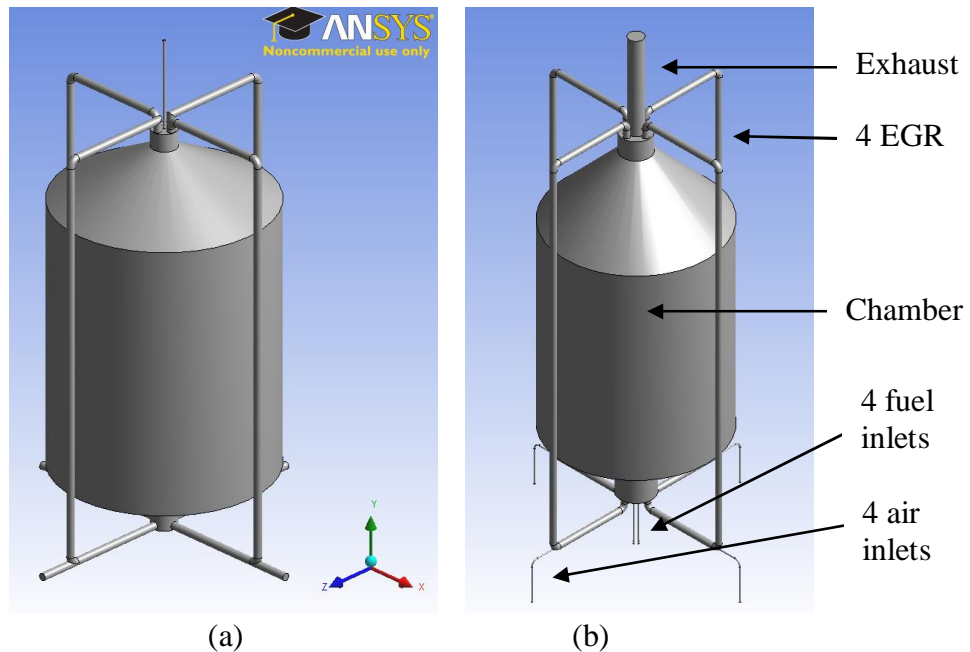 ANSYS
Noncommercial use only
Exhaust
4 EGR
Chamber
4 fuel
inlets
4 air
inlets
Y
Z
X
(a)
(b)